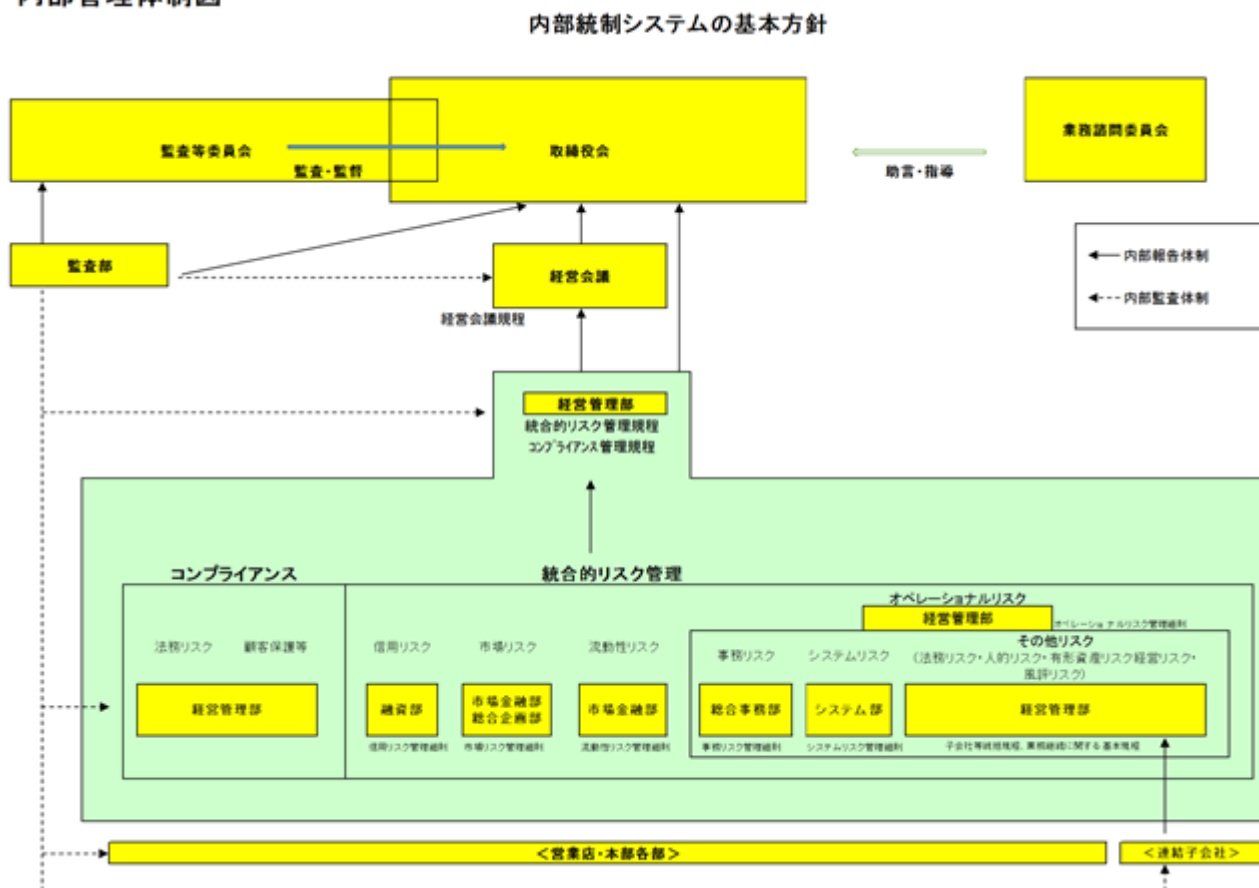 内部管理体制図
内部統制システムの基本方針
監査等委員会
監査・監督
取締役会
助言・指導
業務諮問委員会
監査部
経営会議
経営会議規程
内部報告体制
内部監査体制
経営管理部
統合的リスク管理規程
コンプライアンス管理規程
コンプライアンス
統合的リスク管理
オペレーショナルリスク
経営管理部
オペレーショナルリスク管理細則
法務リスク
顧客保護等
信用リスク
市場リスク
流動性リスク
事務リスク
システムリスク
その他リスク
(法務リスク・人的リスク・有形資産リスク経営リスク・
風評リスク)
経営管理部
融資部
市場金融部
総合企画部
市場金融部
総合事務部
システム部
経営管理部
信用リスク管理細則
市場リスク管理細則
流動性リスク管理細則
事務リスク管理細則
システムリスク管理細則
子会社等統括規程、業務組織に関する基本規程
<営業店・本部各部>
<連結子会社>